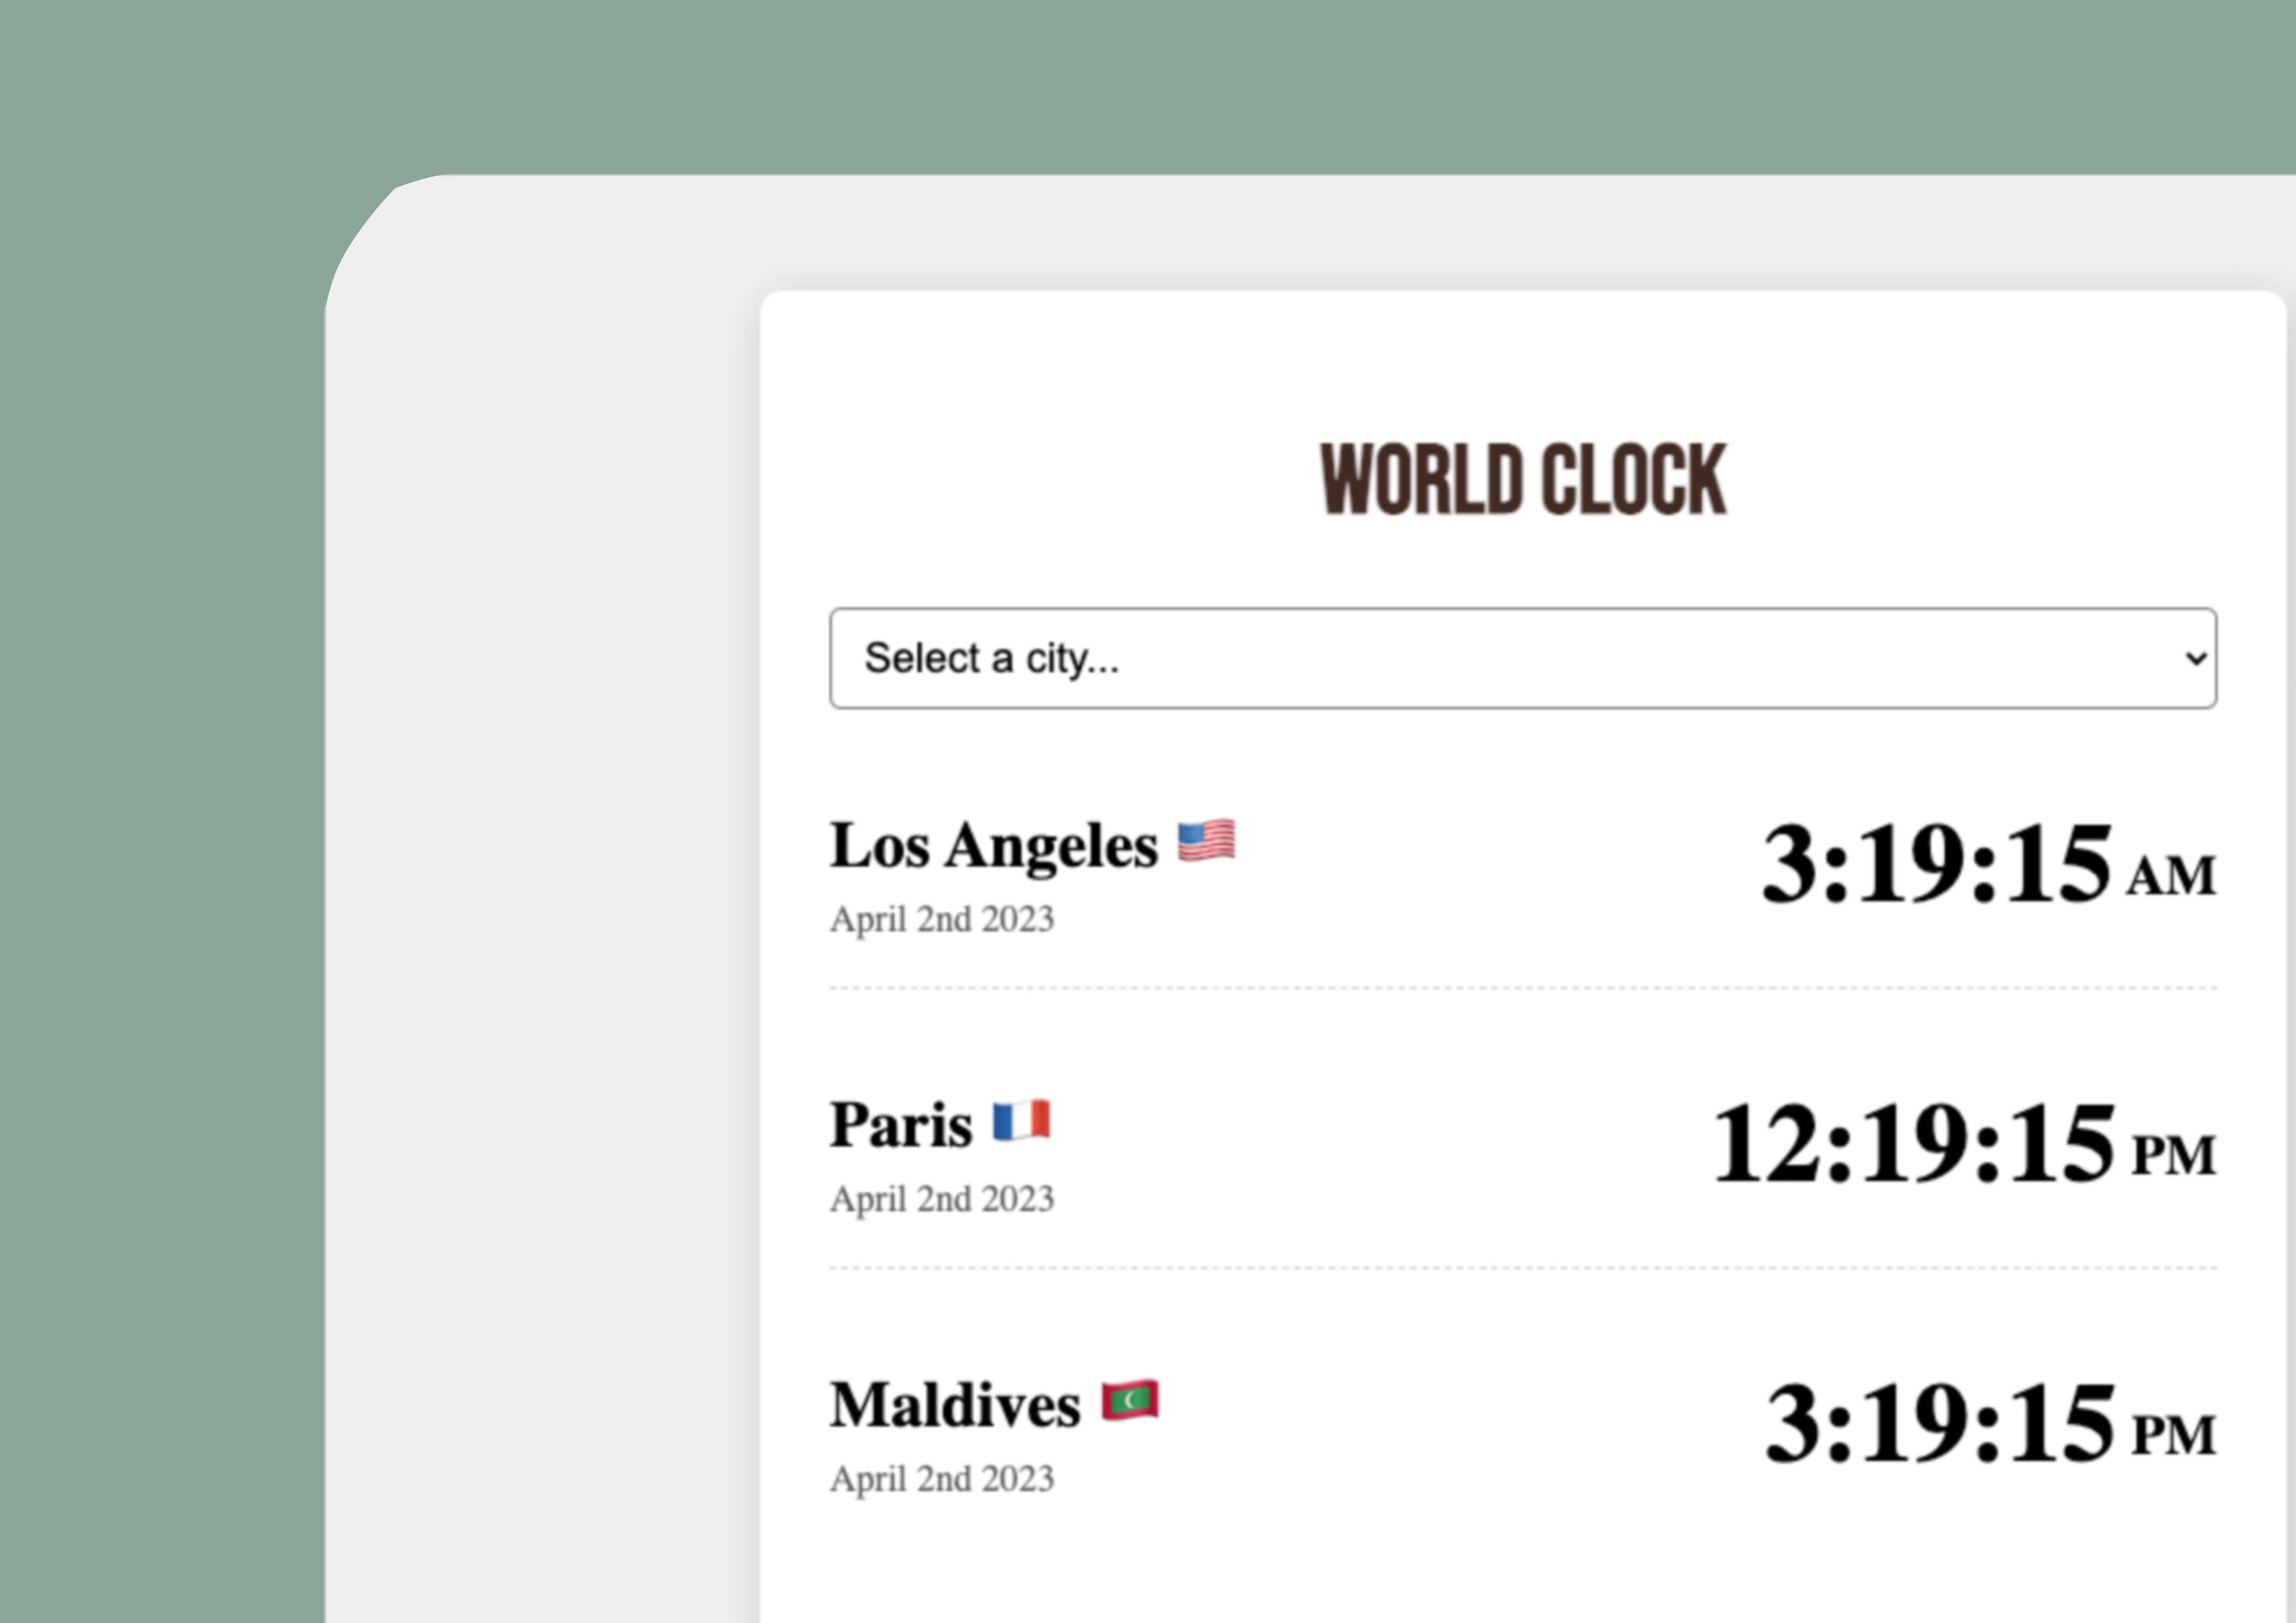 WORLD CLOCK
Select a city...
Los Angeles 🇺🇸 3:19:15 AM
April 2nd 2023
Paris 🇫🇷 12:19:15 PM
April 2nd 2023
Maldives 🇲🇻 3:19:15 PM
April 2nd 2023